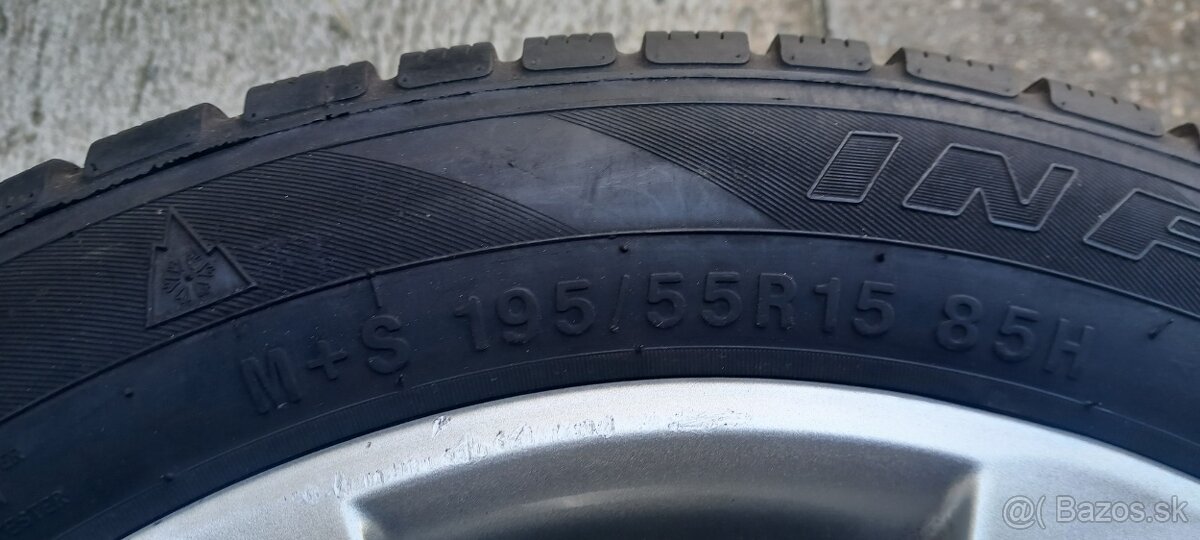 INF
M+S 195/55R15 85H
@( Bazos.sk